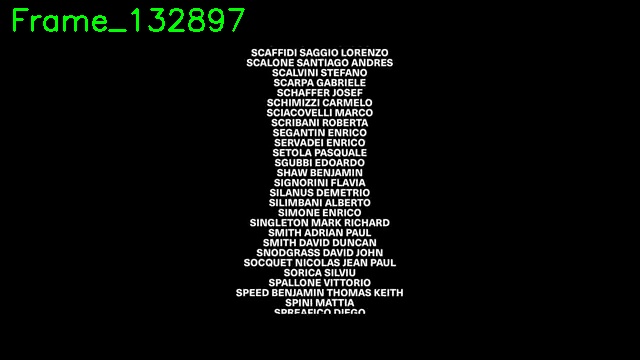 Frame_132897
SCAFFIDI SAGGIO LORENZO
SCALONE SANTIAGO ANDRES
SCALVINI STEFANO
SCARPA GABRIELE
SCHAFFER JOSEF
SCHIMIZZI CARMELO
SCIACOVELLI MARCO
SCRIBANI ROBERTA
SEGANTIN ENRICO
SERVADEI ENRICO
SETOLA PASQUALE
SGUBBI EDOARDO
SHAW BENJAMIN
SIGNORINI FLAVIA
SILANUS DEMETRIO
SILIMBANI ALBERTO
SIMONE ENRICO
SINGLETON MARK RICHARD
SMITH ADRIAN PAUL
SMITH DAVID DUNCAN
SNODGRASS DAVID JOHN
SOCQUET NICOLAS JEAN PAUL
SORICA SILVIU
SPALLONE VITTORIO
SPEED BENJAMIN THOMAS KEITH
SPINI MATTIA
SPREAFICO DIEGO